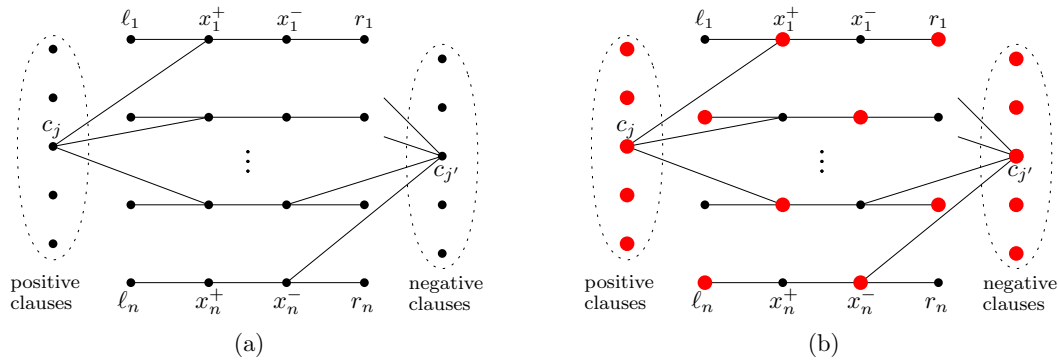 ℓ₁ x₁⁺ x₁⁻ r₁
cⱼ
cⱼ′
ℓₙ xₙ⁺ xₙ⁻ rₙ
positive
clauses
negative
clauses
(a)
ℓ₁ x₁⁺ x₁⁻ r₁
cⱼ
cⱼ′
ℓₙ xₙ⁺ xₙ⁻ rₙ
positive
clauses
negative
clauses
(b)